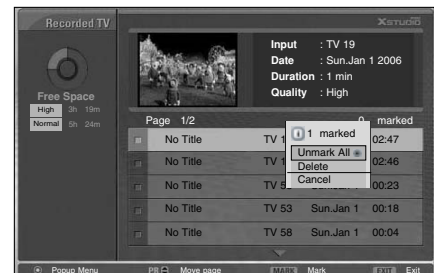 Recorded TV
XSTUDIO
Input : TV 19
Date : Sun.Jan 1 2006
Duration : 1 min
Quality : High
Free Space
High 3h 19m
Normal 5h 24m
Page 1/2 0 marked
1 marked
Unmark All
Delete
Cancel
No Title TV 1 02:47
No Title TV 1 02:46
No Title TV 5 00:23
No Title TV 53 Sun.Jan 1 00:18
No Title TV 58 Sun.Jan 1 00:04
Popup Menu PR Move page MARK Mark EXIT Exit